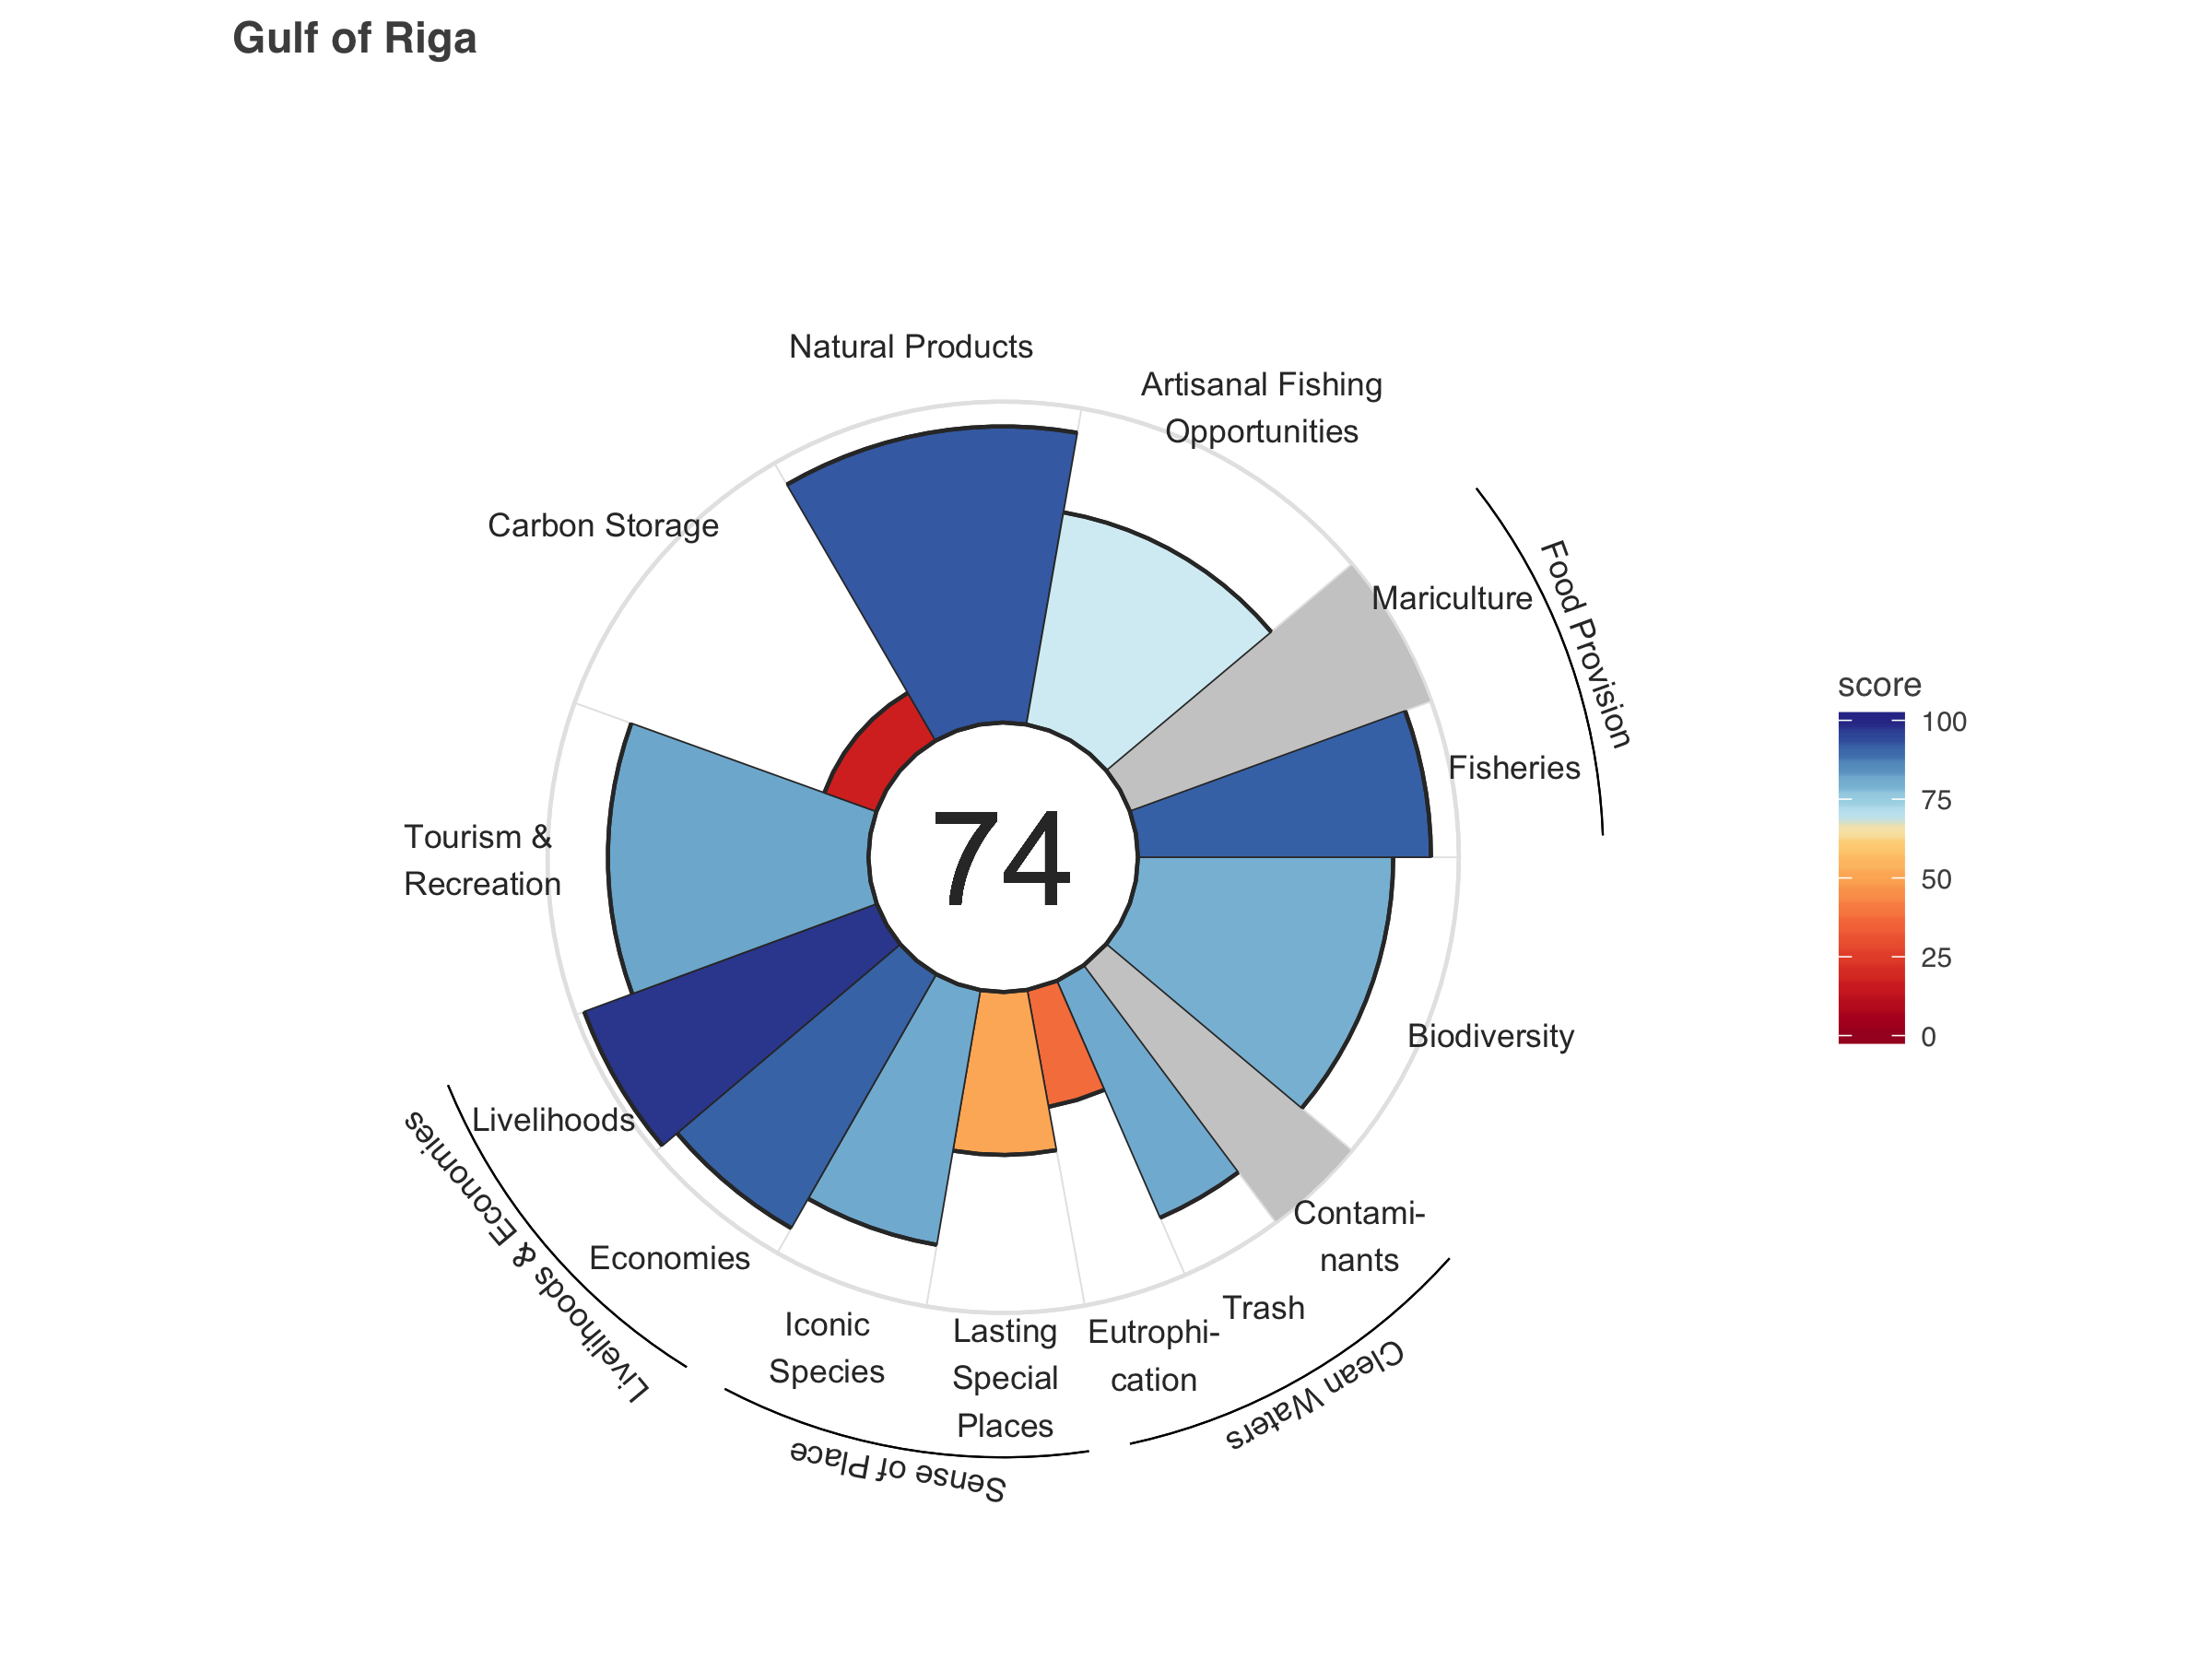 Gulf of Riga
Natural Products
Artisanal Fishing
Opportunities
Carbon Storage
Mariculture
Food Provision
Fisheries
Tourism &
Recreation
74
Biodiversity
Livelihoods
Livelihoods & Economies
Economies
Contami-
nants
Trash
Clean Waters
Iconic
Species
Lasting
Special
Places
Eutrophi-
cation
Sense of Place
score
100
75
50
25
0